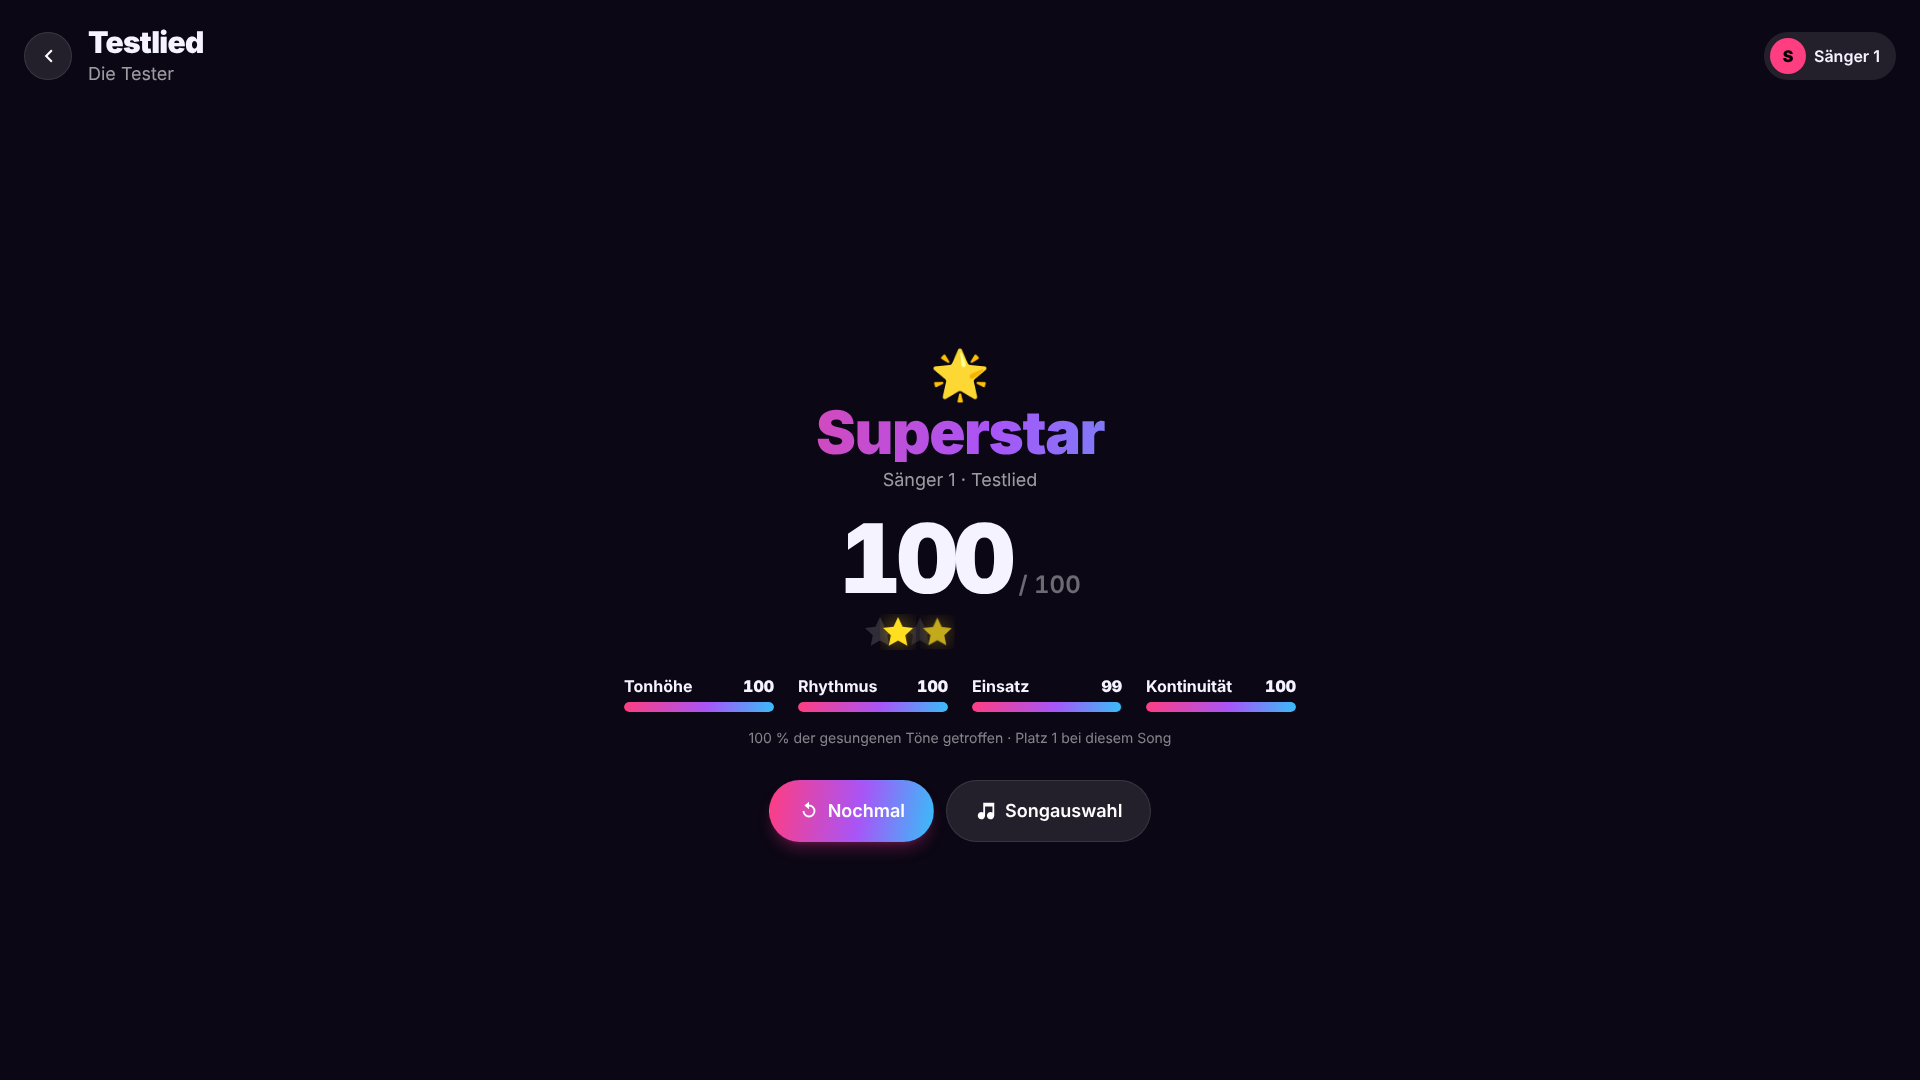 Testlied
Die Tester
S Sänger 1
Superstar
Sänger 1 · Testlied
100 / 100
Tonhöhe 100 Rhythmus 100 Einsatz 99 Kontinuität 100
100 % der gesungenen Töne getroffen · Platz 1 bei diesem Song
Nochmal Songauswahl